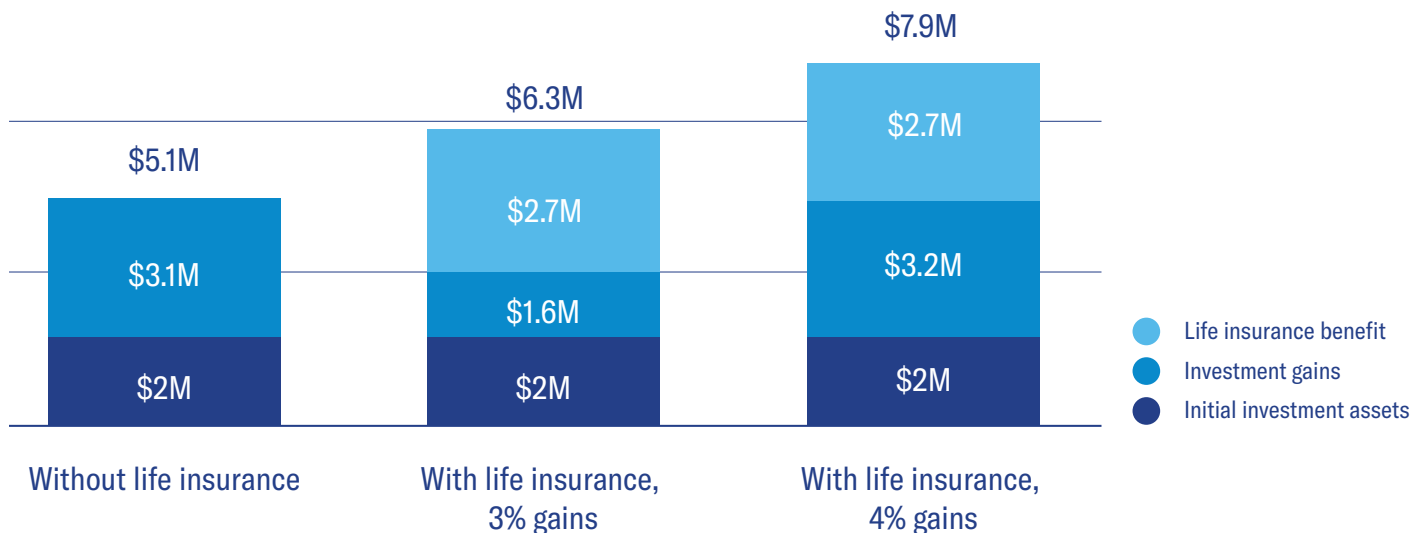 $7.9M
$6.3M
$5.1M
$2.7M
$2.7M
$3.1M
$1.6M
$3.2M
$2M
$2M
$2M
Life insurance benefit
Investment gains
Initial investment assets
Without life insurance
With life insurance,
3% gains
With life insurance,
4% gains